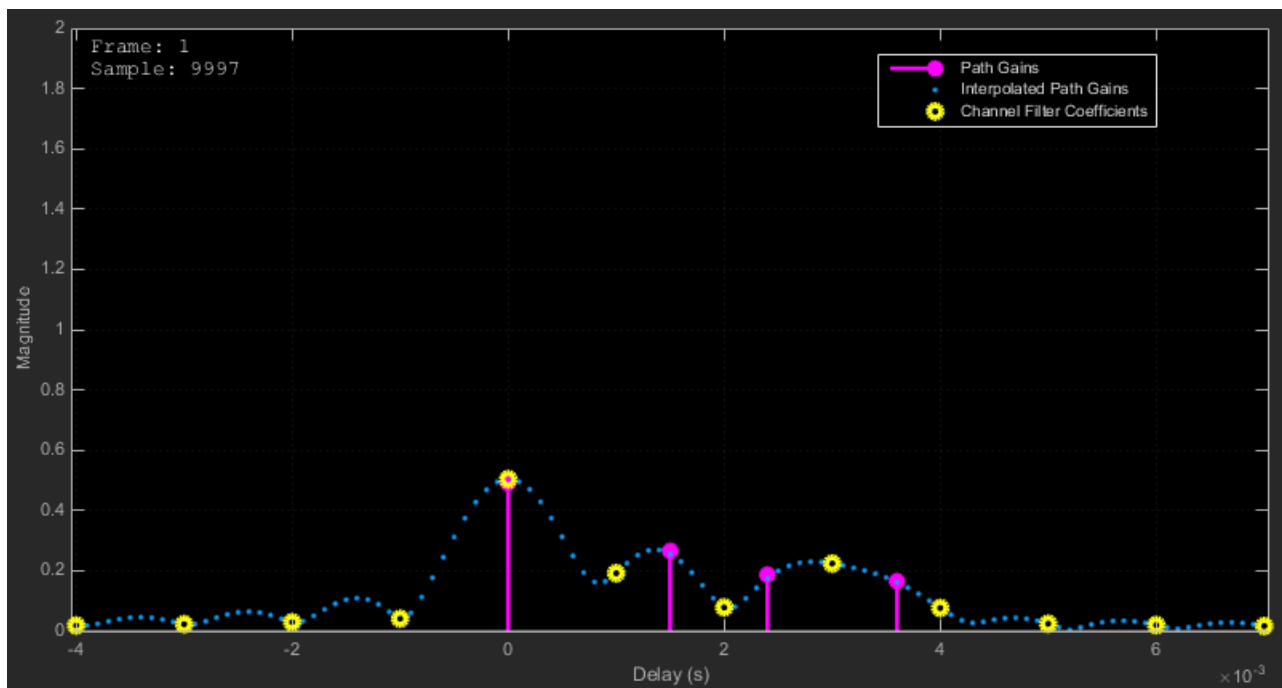 Frame: 1
Sample: 9997
Path Gains
Interpolated Path Gains
Channel Filter Coefficients
2
1.8
1.6
1.4
1.2
1
0.8
0.6
0.4
0.2
0
Magnitude
-4 -2 0 2 4 6
Delay (s)
×10⁻³